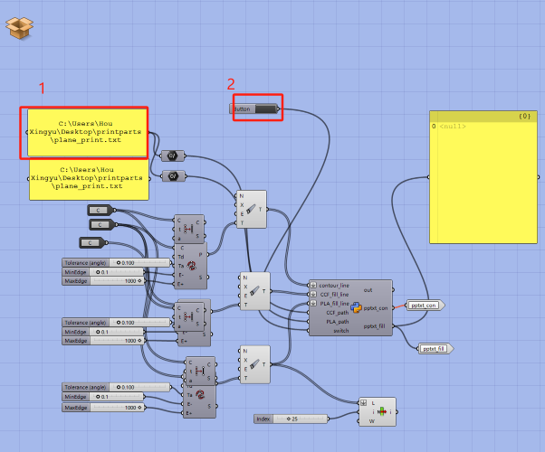 1
2
C:\Users\Hou
Xingyu\Desktop\printparts
\plane_print.txt
C:\Users\Hou
Xingyu\Desktop\printparts
\plane_print.txt
Button
{0}
0 <null>
N
X
E
T
T
C
t
a
C
S
C
Td
Ta
E-
E+
P
S
C
C
C
Tolerance (angle) 0.100
MinEdge 0.1
MaxEdge 1000
N
X
E
T
T
contour_line
CCF_fill_line
PLA_fill_line
CCF_path
PLA_path
switch
out
pptxt_con
pptxt_fill
pptxt_con
pptxt_fill
C
t
a
C
S
E-
E+
Tolerance (angle) 0.100
MinEdge 0.1
MaxEdge 1000
N
X
E
T
T
C
t
a
C
S
Ta
E-
E+
S
Tolerance (angle) 0.100
MinEdge 0.1
MaxEdge 1000
Index 25
L
i
W
i